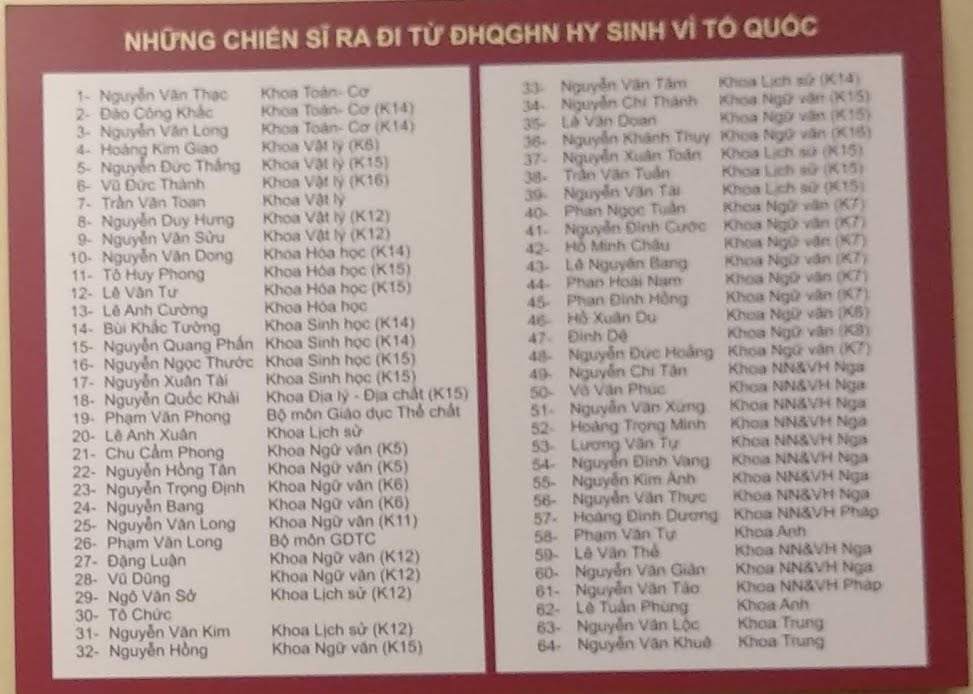 NHỮNG CHIẾN SĨ RA ĐI TỪ ĐHQGHN HY SINH VÌ TỔ QUỐC
1- Nguyễn Văn Thạc Khoa Toán- Cơ
2- Đào Công Khắc Khoa Toán- Cơ (K14)
3- Nguyễn Văn Long Khoa Toán- Cơ (K14)
4- Hoàng Kim Giao Khoa Vật lý (K6)
5- Nguyễn Đức Thắng Khoa Vật lý (K15)
6- Vũ Đức Thành Khoa Vật lý (K16)
7- Trần Văn Toan Khoa Vật lý
8- Nguyễn Duy Hưng Khoa Vật lý (K12)
9- Nguyễn Văn Sửu Khoa Vật lý (K12)
10- Nguyễn Văn Dong Khoa Hóa học (K14)
11- Tô Huy Phong Khoa Hóa học (K15)
12- Lê Văn Tư Khoa Hóa học (K15)
13- Lê Anh Cường Khoa Hóa học
14- Bùi Khắc Tường Khoa Sinh học (K14)
15- Nguyễn Quang Phấn Khoa Sinh học (K14)
16- Nguyễn Ngọc Thước Khoa Sinh học (K15)
17- Nguyễn Xuân Tài Khoa Sinh học (K15)
18- Nguyễn Quốc Khải Khoa Địa lý - Địa chất (K15)
19- Phạm Văn Phong Bộ môn Giáo dục Thể chất
20- Lê Anh Xuân Khoa Lịch sử
21- Chu Cẩm Phong Khoa Ngữ văn (K5)
22- Nguyễn Hồng Tân Khoa Ngữ văn (K5)
23- Nguyễn Trọng Định Khoa Ngữ văn (K6)
24- Nguyễn Bang Khoa Ngữ văn (K6)
25- Nguyễn Văn Long Khoa Ngữ văn (K11)
26- Phạm Văn Long Bộ môn GDTC
27- Đặng Luận Khoa Ngữ văn (K12)
28- Vũ Dũng Khoa Ngữ văn (K12)
29- Ngô Văn Sở Khoa Lịch sử (K12)
30- Tô Chức
31- Nguyễn Văn Kim Khoa Lịch sử (K12)
32- Nguyễn Hồng Khoa Ngữ văn (K15)
33- Nguyễn Văn Tâm Khoa Lịch sử (K14)
34- Nguyễn Chí Thành Khoa Ngữ văn (K15)
35- Lê Văn Doan Khoa Ngữ văn (K15)
36- Nguyễn Khánh Thuy Khoa Ngữ văn (K16)
37- Nguyễn Xuân Toán Khoa Lịch sử (K15)
38- Trần Văn Tuấn Khoa Lịch sử (K15)
39- Nguyễn Văn Tài Khoa Lịch sử (K15)
40- Phan Ngọc Tuấn Khoa Ngữ văn (K7)
41- Nguyễn Đình Cước Khoa Ngữ văn (K7)
42- Hồ Minh Châu Khoa Ngữ văn (K7)
43- Lê Nguyên Bang Khoa Ngữ văn (K7)
44- Phan Hoài Nam Khoa Ngữ văn (K7)
45- Phan Đình Hồng Khoa Ngữ văn (K7)
46- Hồ Xuân Du Khoa Ngữ văn
47- Đinh Dệ Khoa Ngữ văn
48- Nguyễn Đức Hoảng Khoa Ngữ văn (K7)
49- Nguyễn Chí Tân Khoa NN&VH Nga
50- Võ Văn Phúc Khoa NN&VH Nga
51- Nguyễn Văn Xứng Khoa NN&VH Nga
52- Hoàng Trọng Minh Khoa NN&VH Nga
53- Lương Văn Tự Khoa NN&VH Nga
54- Nguyễn Đình Vang Khoa NN&VH Nga
55- Nguyễn Kim Ảnh Khoa NN&VH Nga
56- Nguyễn Văn Thực Khoa NN&VH Nga
57- Hoàng Đình Dương Khoa NN&VH Pháp
58- Phạm Văn Tự Khoa Anh
59- Lê Văn Thể Khoa NN&VH Nga
60- Nguyễn Văn Giản Khoa NN&VH Nga
61- Nguyễn Văn Tảo Khoa NN&VH Pháp
62- Lê Tuấn Phùng Khoa Anh
63- Nguyễn Văn Lộc Khoa Trung
64- Nguyễn Văn Khuê Khoa Trung